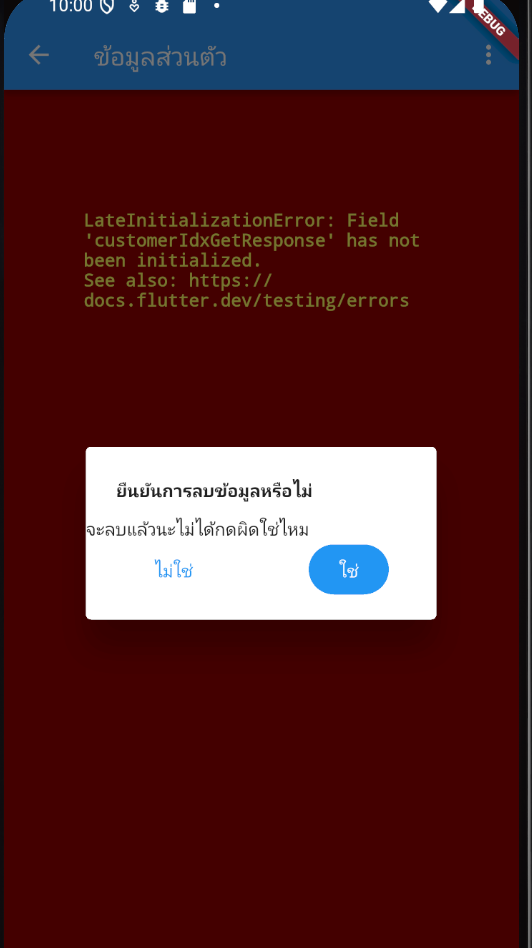 10:00
DEBUG
ข้อมูลส่วนตัว
LateInitializationError: Field
'customerIdxGetResponse' has not
been initialized.
See also: https://
docs.flutter.dev/testing/errors
ยืนยันการลบข้อมูลหรือไม่
จะลบแล้วนะไม่ได้กดผิดใช่ไหม
ไม่ใช่
ใช่